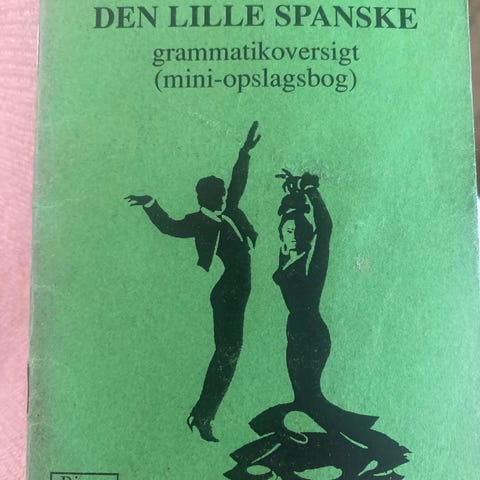 DEN LILLE SPANSKE
grammatikoversigt
(mini-opslagsbog)